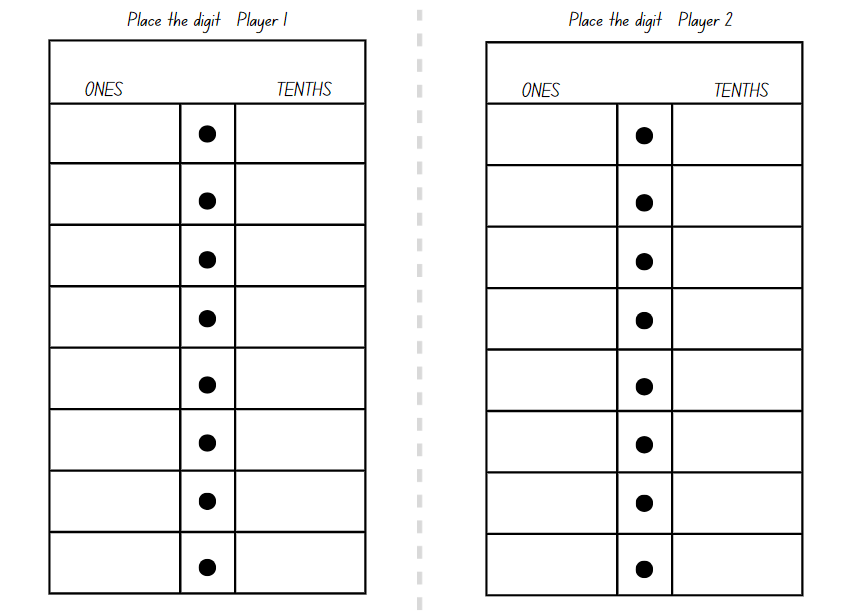 Place the digit Player 1
ONES TENTHS
Place the digit Player 2
ONES TENTHS